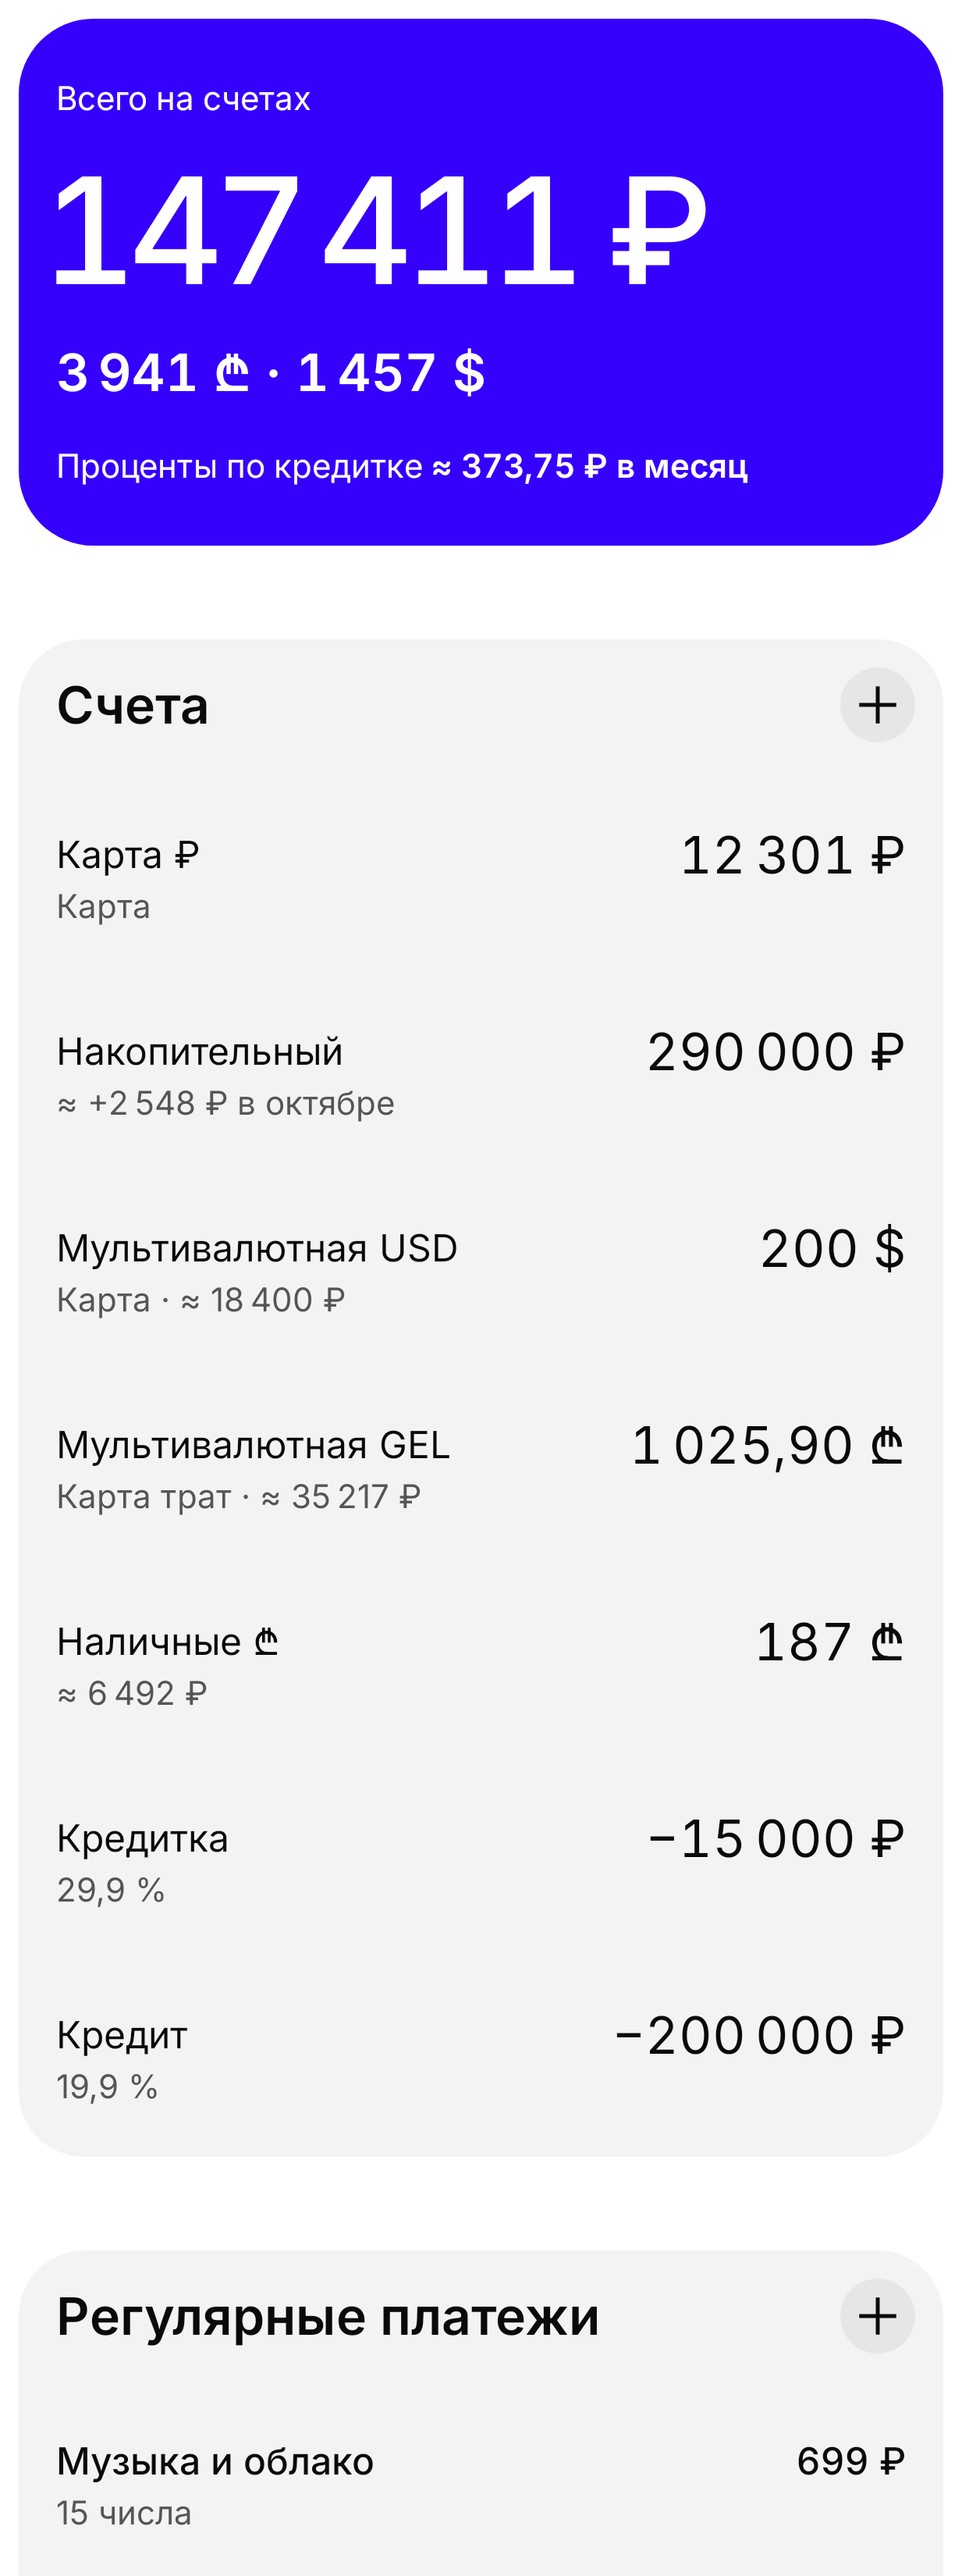 Всего на счетах
147 411 ₽
3 941 ₾ · 1 457 $
Проценты по кредитке ≈ 373,75 ₽ в месяц
Счета
Карта ₽
12 301 ₽
Карта
Накопительный
290 000 ₽
≈ +2 548 ₽ в октябре
Мультивалютная USD
200 $
Карта · ≈ 18 400 ₽
Мультивалютная GEL
1 025,90 ₾
Карта трат · ≈ 35 217 ₽
Наличные ₾
187 ₾
≈ 6 492 ₽
Кредитка
−15 000 ₽
29,9 %
Кредит
−200 000 ₽
19,9 %
Регулярные платежи
Музыка и облако
699 ₽
15 числа